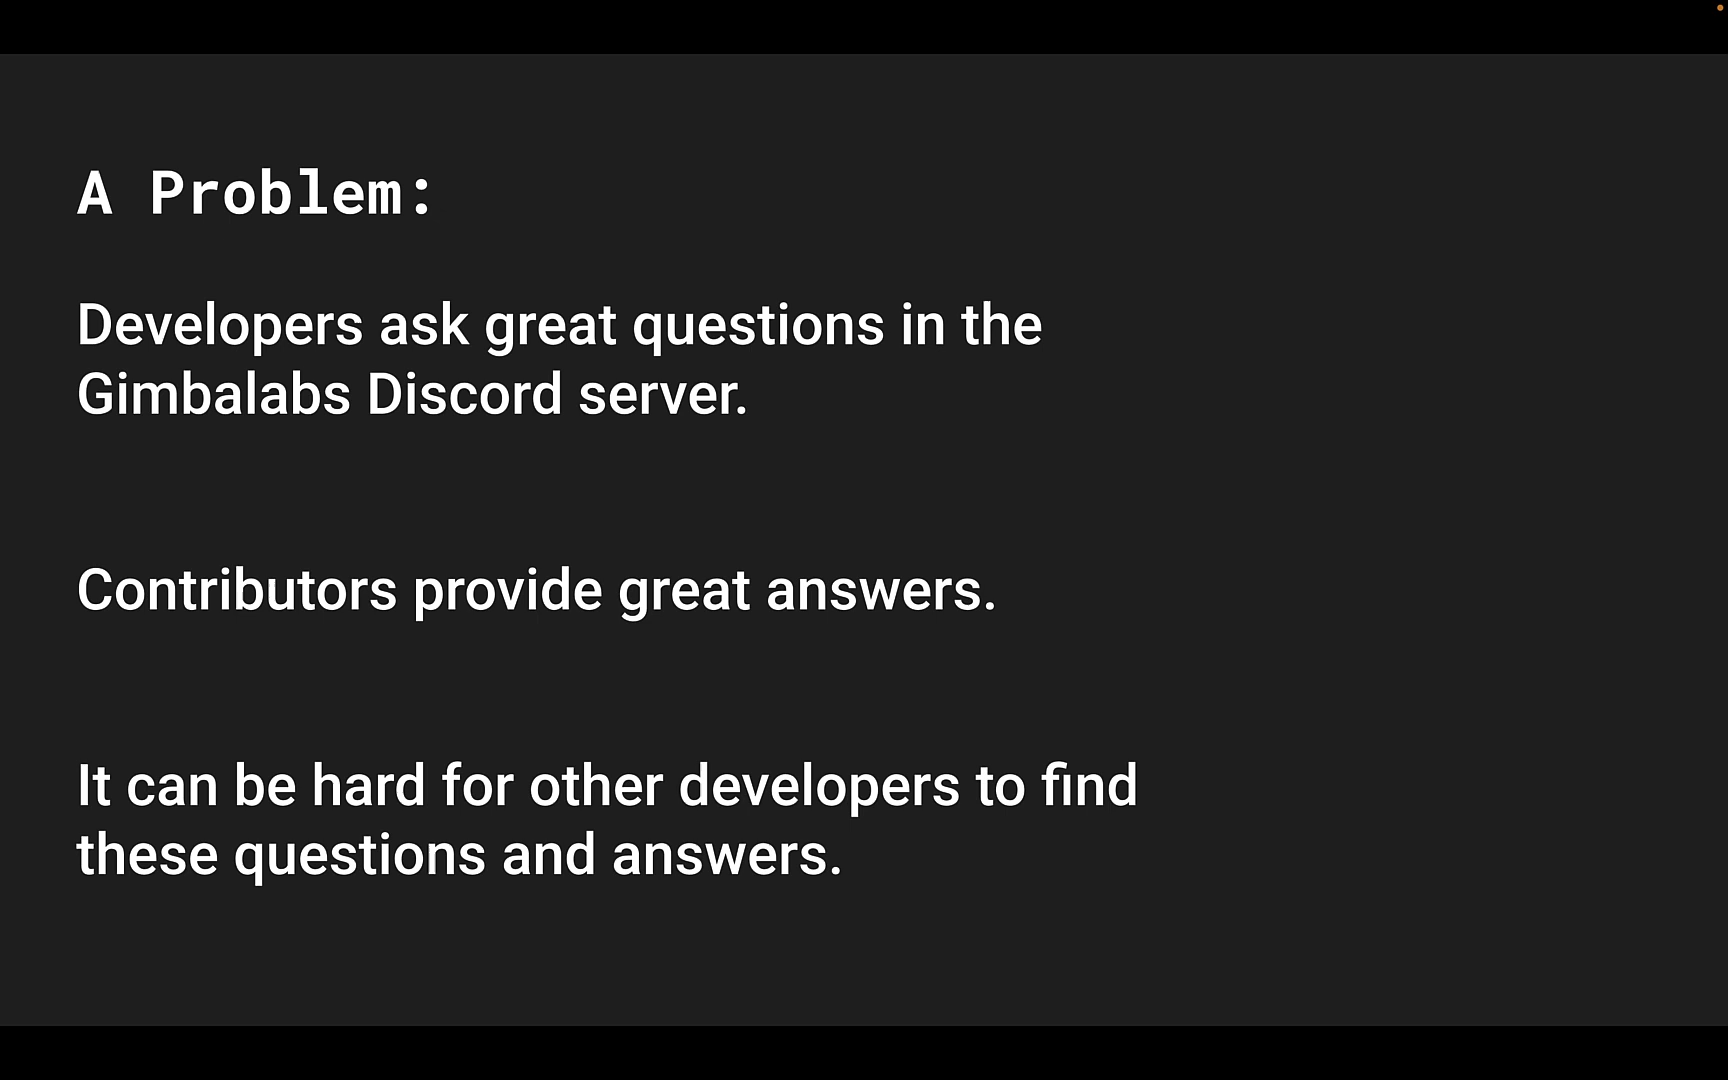 A Problem:
Developers ask great questions in the
Gimbalabs Discord server.
Contributors provide great answers.
It can be hard for other developers to find
these questions and answers.